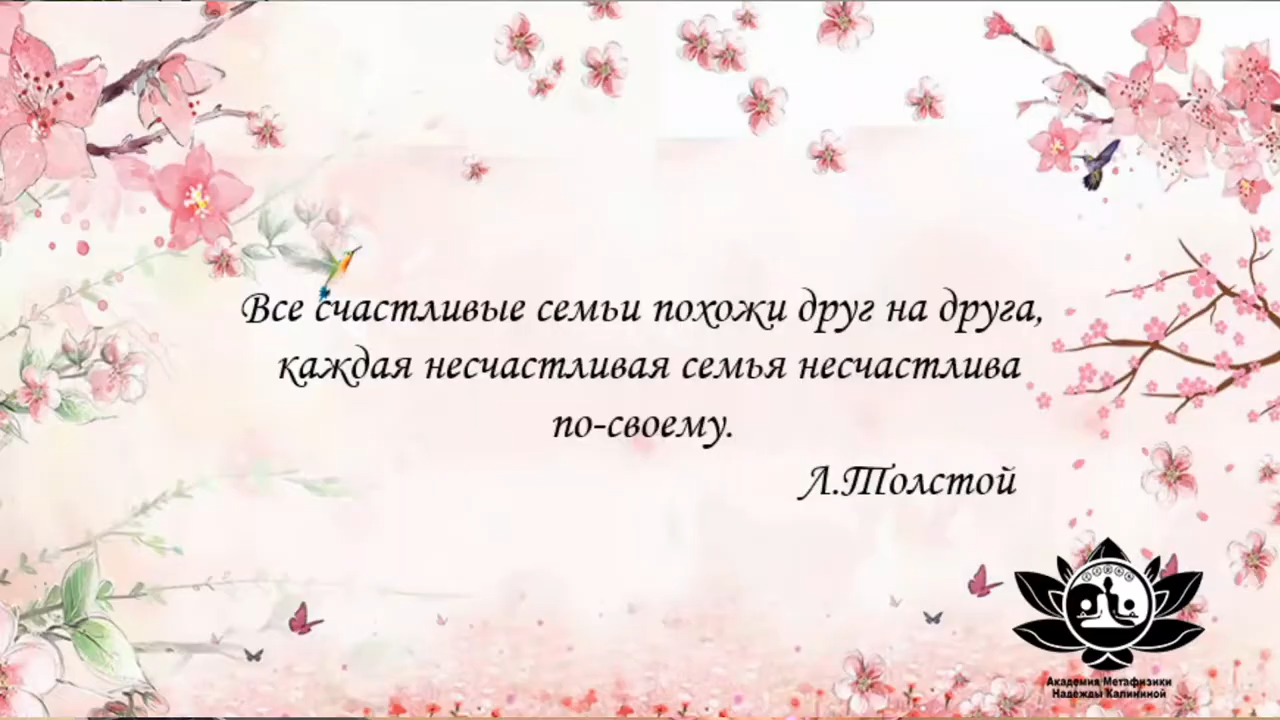 Все счастливые семьи похожи друг на друга,
каждая несчастливая семья несчастлива
по-своему.
Л.Толстой
Академия Метафизики
Надежды Калининой